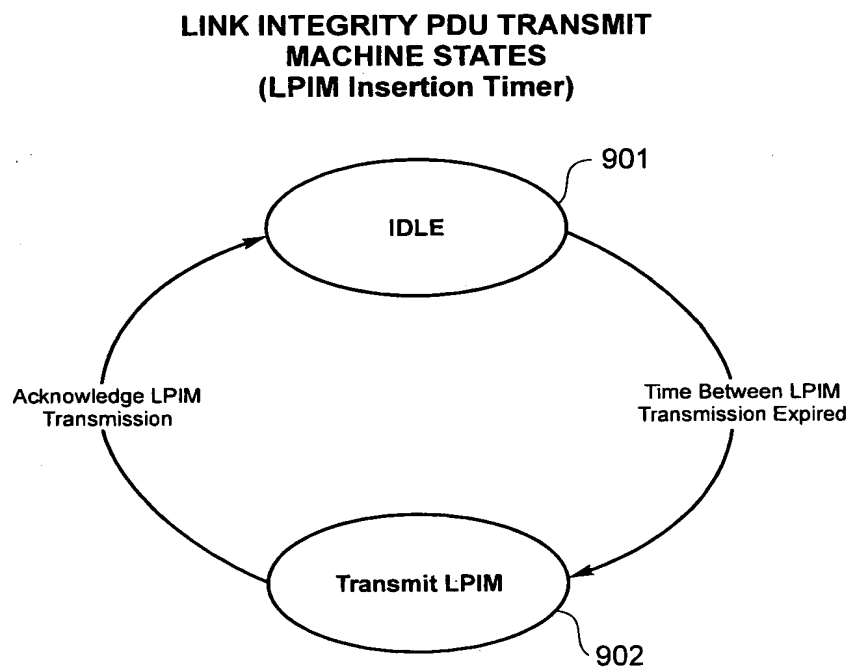 LINK INTEGRITY PDU TRANSMIT
MACHINE STATES
(LPIM Insertion Timer)
901
IDLE
Acknowledge LPIM
Transmission
Time Between LPIM
Transmission Expired
Transmit LPIM
902